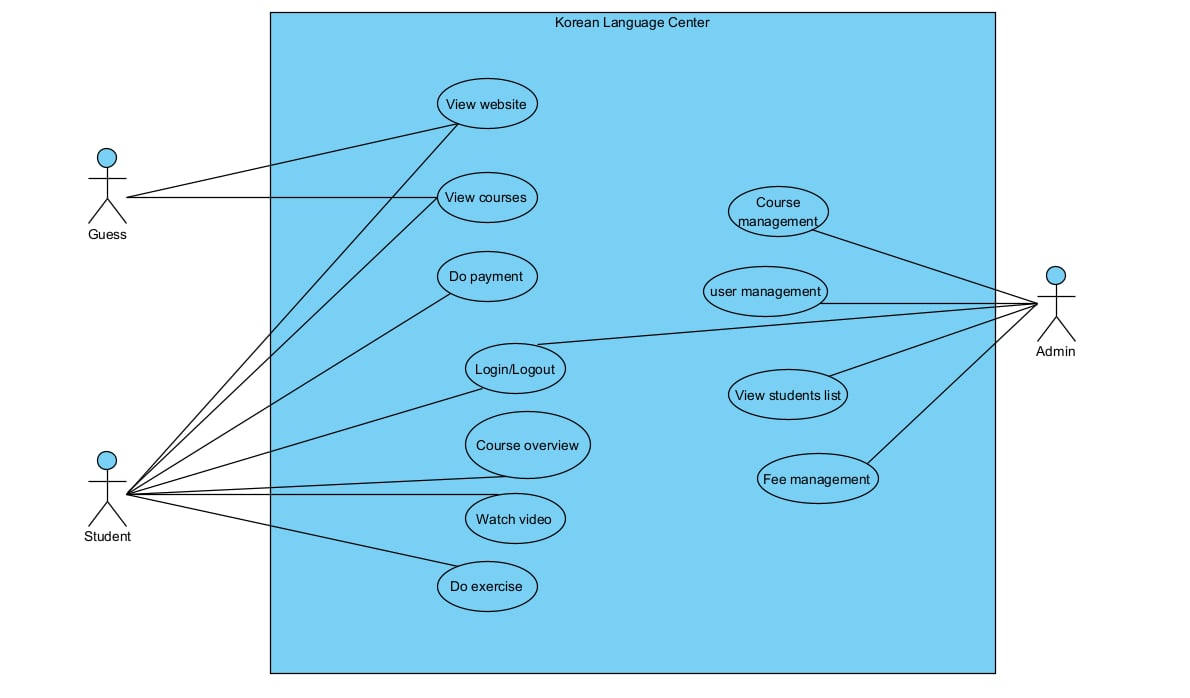 Korean Language Center
View website
Guess
View courses
Course
management
Do payment
user management
Admin
Login/Logout
View students list
Course overview
Fee management
Watch video
Student
Do exercise